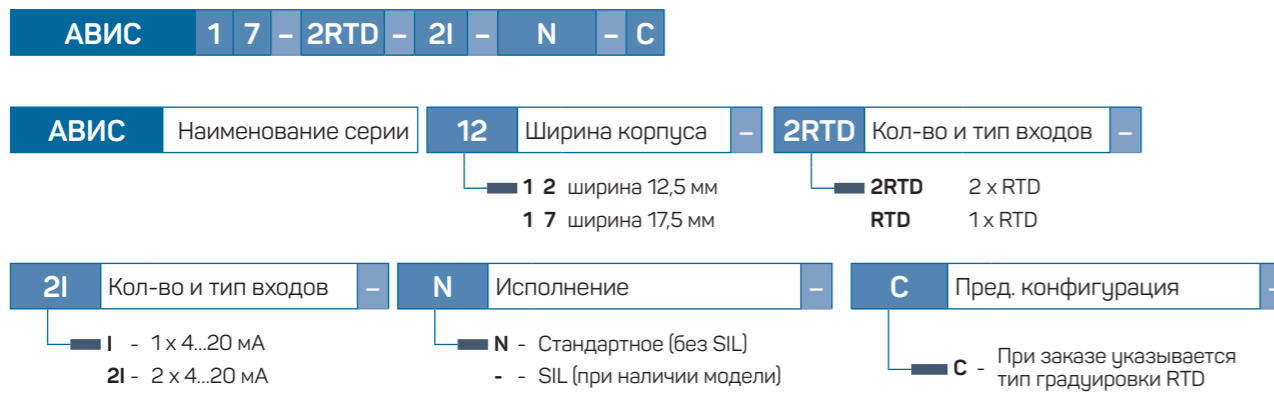 АВИС 1 7 – 2RTD – 2I – N – C
АВИС Наименование серии 12 Ширина корпуса – 2RTD Кол-во и тип входов –
1 2 ширина 12,5 мм 2RTD 2 x RTD
1 7 ширина 17,5 мм RTD 1 x RTD
2I Кол-во и тип входов – N Исполнение – C Пред. конфигурация –
I - 1 x 4...20 мА N - Стандартное (без SIL) C - При заказе указывается
2I - 2 x 4...20 мА - - SIL (при наличии модели) тип градуировки RTD